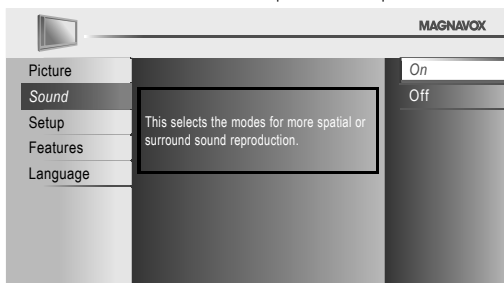 MAGNAVOX
Picture
Sound
Setup
Features
Language
This selects the modes for more spatial or
surround sound reproduction.
On
Off